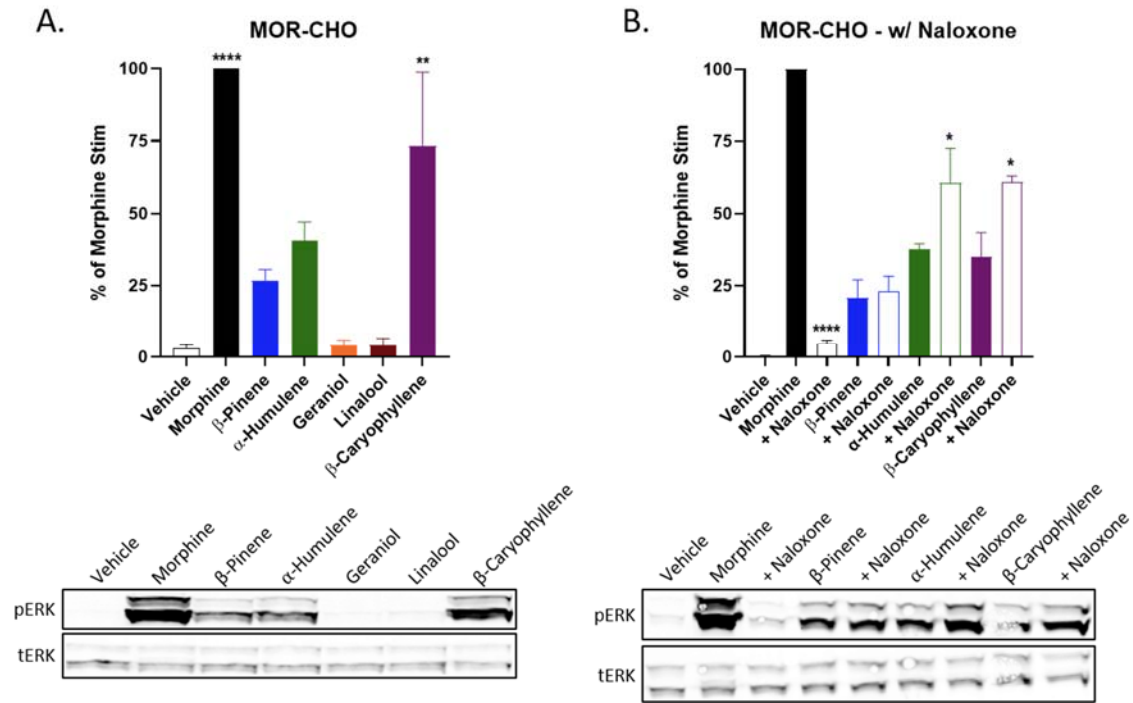 A.
MOR-CHO
% of Morphine Stim
100
75
50
25
0
****
**
Vehicle
Morphine
β-Pinene
α-Humulene
Geraniol
Linalool
β-Caryophyllene
Vehicle
Morphine
β-Pinene
α-Humulene
Geraniol
Linalool
β-Caryophyllene
pERK
tERK
B.
MOR-CHO - w/ Naloxone
% of Morphine Stim
100
75
50
25
0
****
*
*
Vehicle
Morphine
+ Naloxone
β-Pinene
+ Naloxone
α-Humulene
+ Naloxone
β-Caryophyllene
+ Naloxone
Vehicle
Morphine
+ Naloxone
β-Pinene
+ Naloxone
α-Humulene
+ Naloxone
β-Caryophyllene
+ Naloxone
pERK
tERK